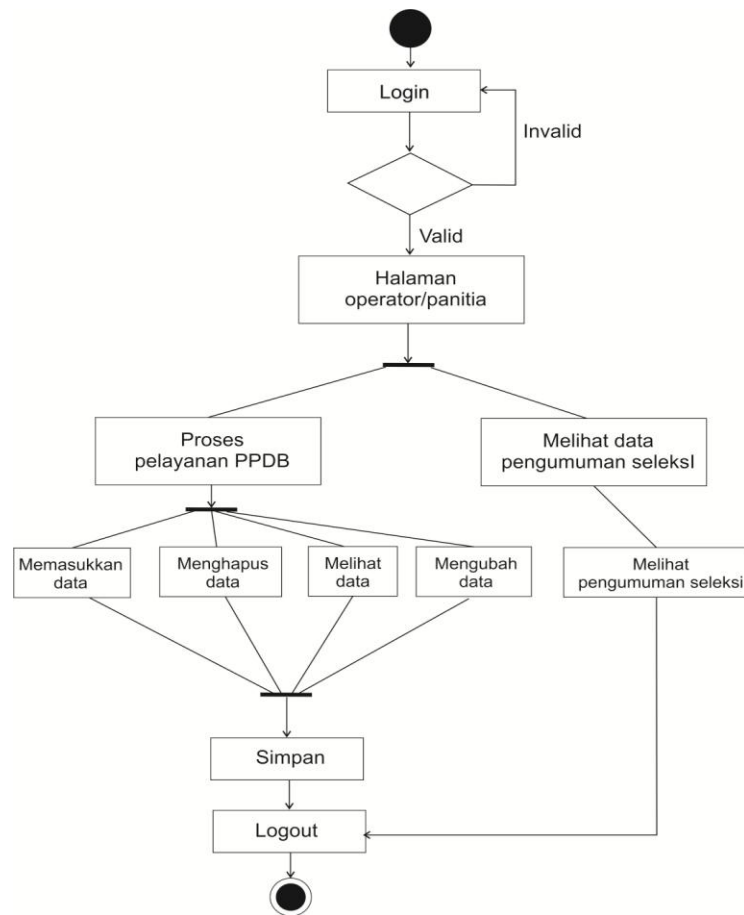 Login
Invalid
Valid
Halaman
operator/panitia
Proses
pelayanan PPDB
Melihat data
pengumuman seleksI
Memasukkan
data
Menghapus
data
Melihat
data
Mengubah
data
Melihat
pengumuman seleksi
Simpan
Logout